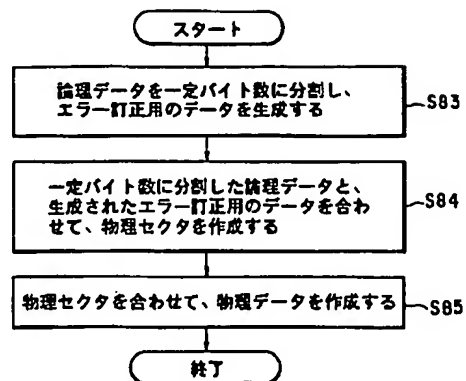 スタート
論理データを一定バイト数に分割し、
エラー訂正用のデータを生成する
S83
一定バイト数に分割した論理データと、
生成されたエラー訂正用のデータを合わ
せて、物理セクタを作成する
S84
物理セクタを合わせて、物理データを作成する
S85
終了